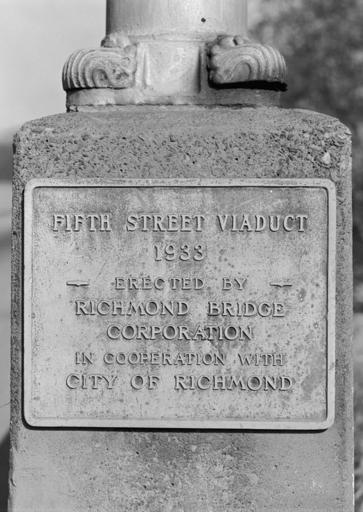 FIFTH STREET VIADUCT
1933
ERECTED BY
RICHMOND BRIDGE
CORPORATION
IN COOPERATION WITH
CITY OF RICHMOND